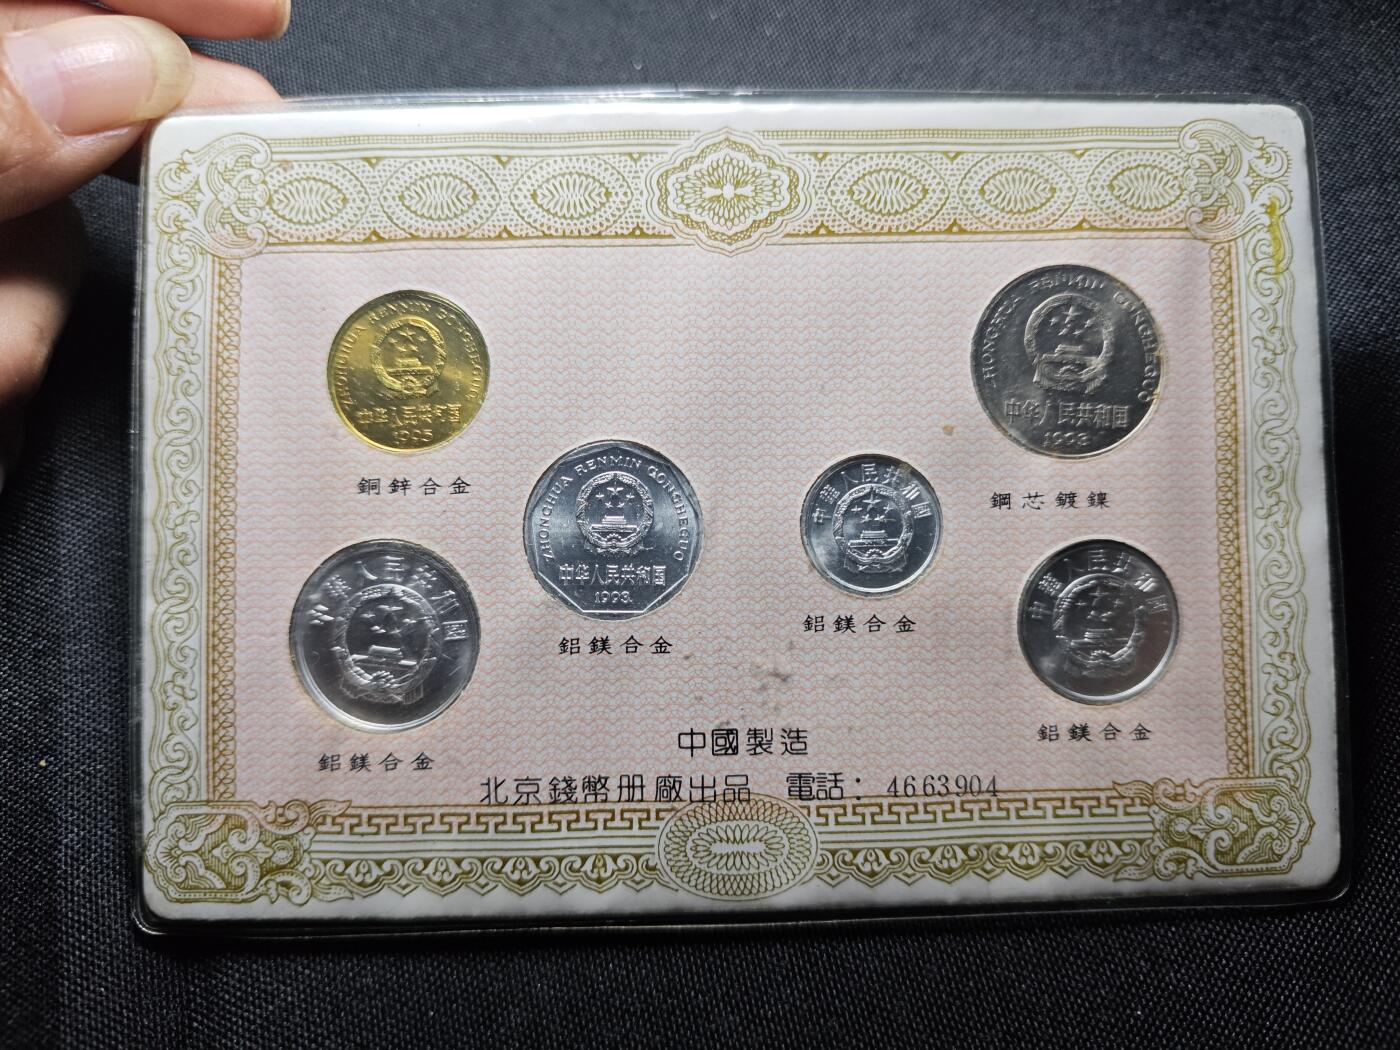 ZHONGHUA RENMIN GONGHEGUO
中华人民共和国
1995
銅鋅合金
ZHONGHUA RENMIN GONGHEGUO
中华人民共和国
1993
鋼芯鍍鎳
ZHONGHUA RENMIN GONGHEGUO
中华人民共和国
1993
鋁鎂合金
中華人民共和國
鋁鎂合金
中華人民共和國
鋁鎂合金
中華人民共和國
鋁鎂合金
中國製造
北京錢幣册廠出品 電話: 4663904